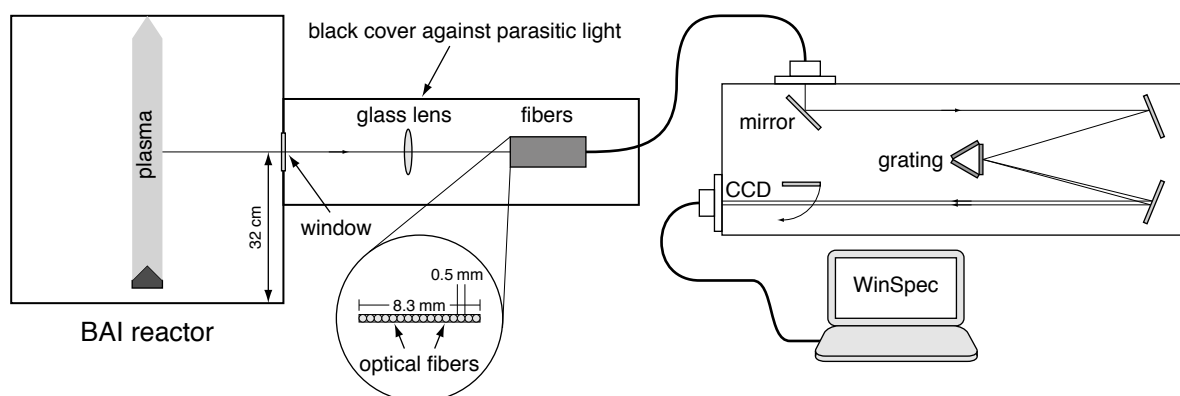 black cover against parasitic light
glass lens
fibers
plasma
mirror
grating
CCD
window
32 cm
0.5 mm
8.3 mm
optical fibers
WinSpec
BAI reactor